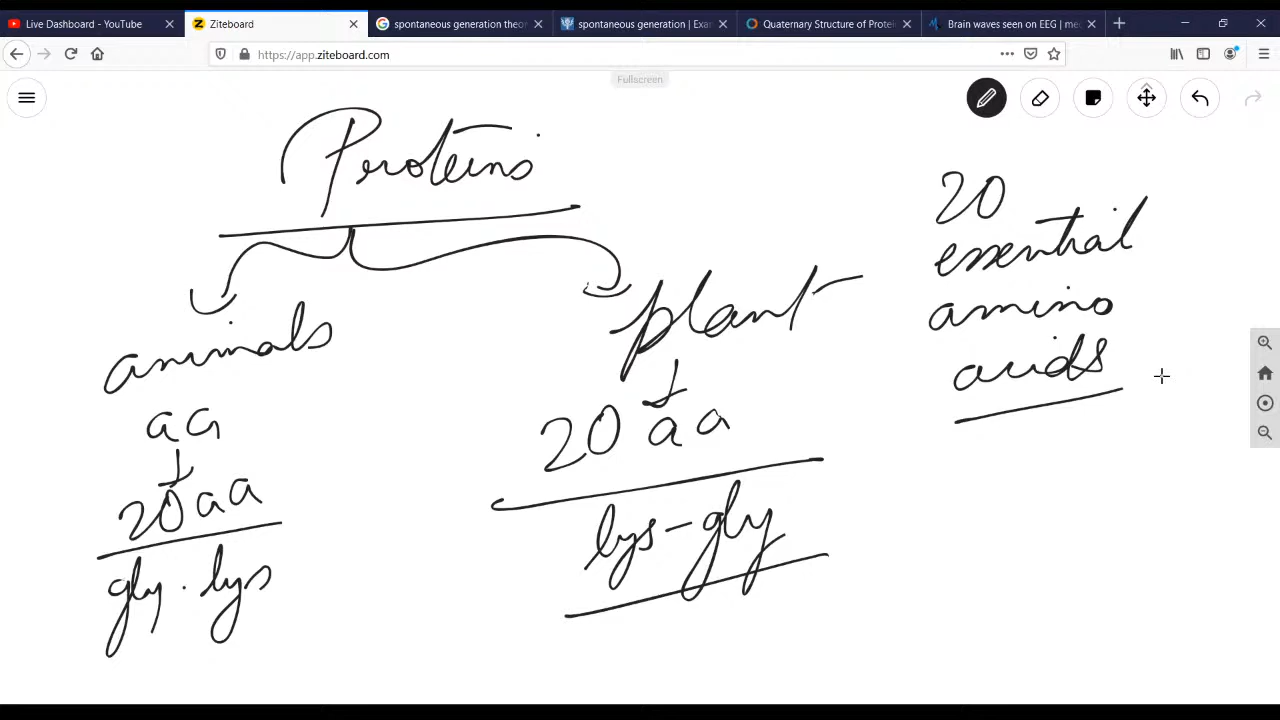 Live Dashboard - YouTube
Ziteboard
spontaneous generation theor
spontaneous generation | Exa
Quaternary Structure of Protei
Brain waves seen on EEG | me
https://app.ziteboard.com
Fullscreen
Proteins
animals
aa
20 aa
gly . lys
plant
20 aa
lys - gly
20
essential
amino
acids